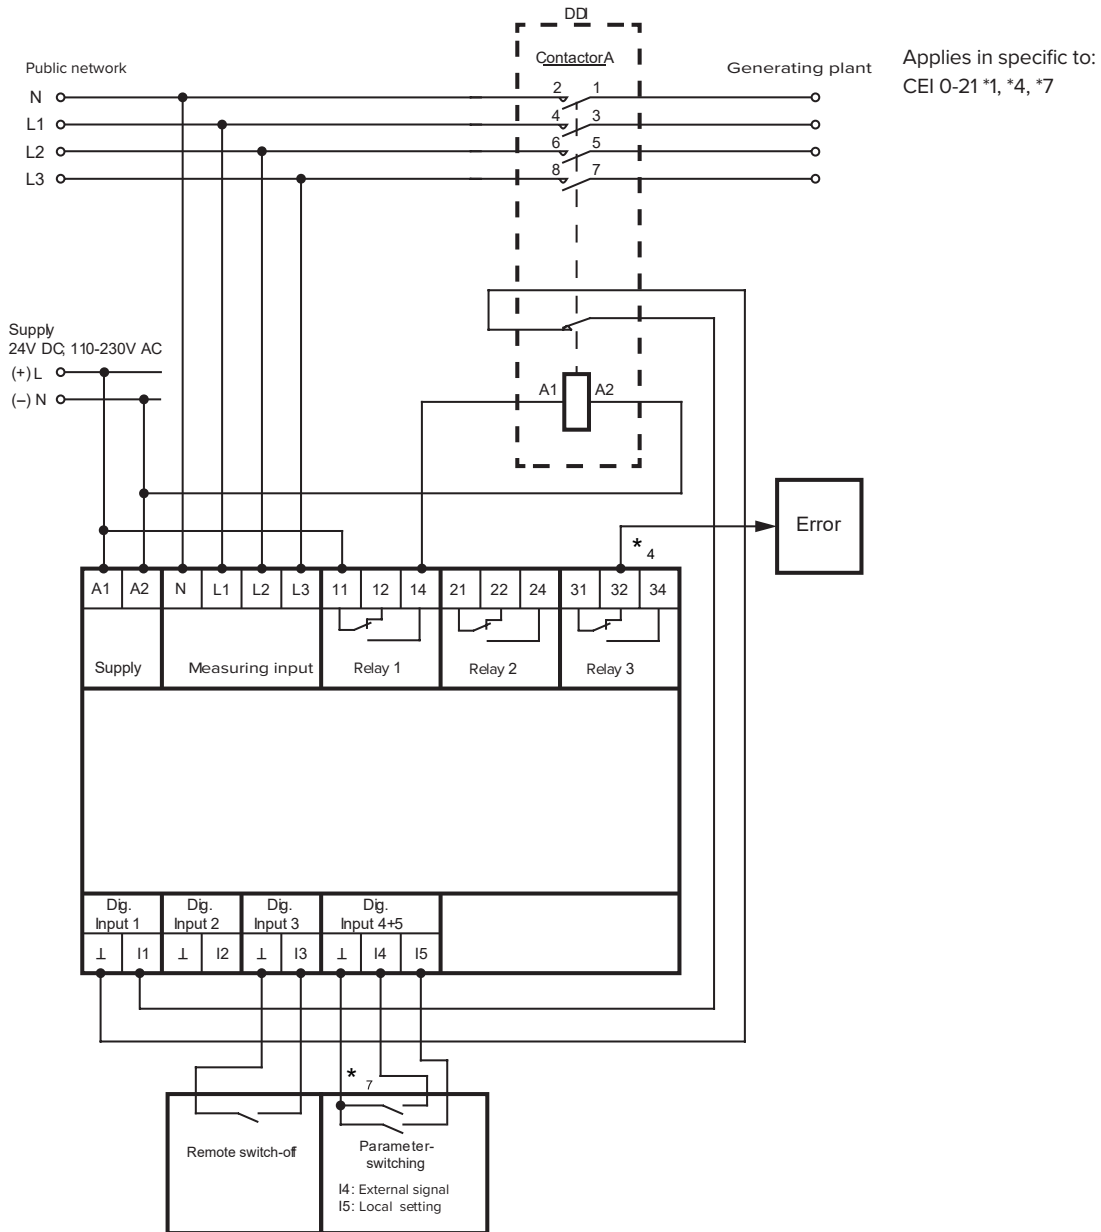 DDI
ContactorA
Public network
Generating plant
Applies in specific to:
CEI 0-21 *1, *4, *7
N
2
1
L1
4
3
L2
6
5
L3
8
7
Supply
24V DC, 110-230V AC
(+) L
(–) N
A1
A2
Error
*4
A1
A2
N
L1
L2
L3
11
12
14
21
22
24
31
32
34
Supply
Measuring input
Relay 1
Relay 2
Relay 3
Dig.
Input 1
Dig.
Input 2
Dig.
Input 3
Dig.
Input 4+5
⊥
I1
⊥
I2
⊥
I3
⊥
I4
I5
*7
Remote switch-off
Parameter-
switching
I4: External signal
I5: Local setting